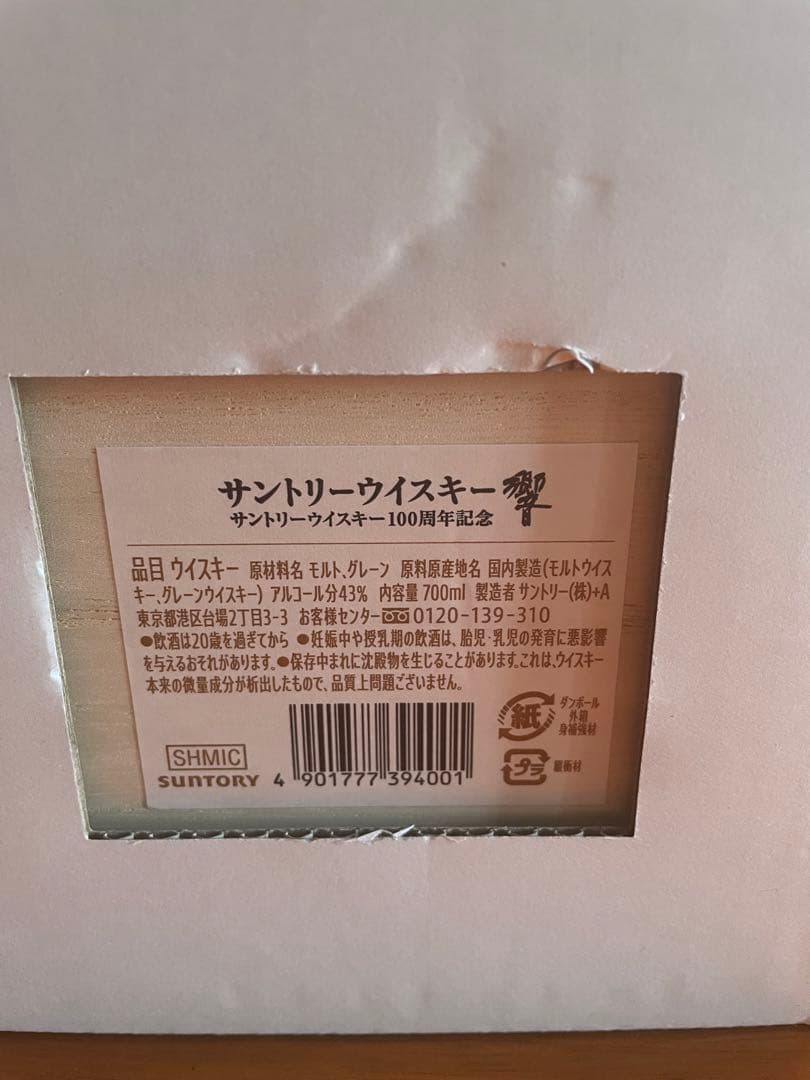 サントリーウイスキー 響
サントリーウイスキー100周年記念
品目 ウイスキー 原材料名 モルト、グレーン 原料原産地名 国内製造(モルトウイス
キー、グレーンウイスキー) アルコール分43% 内容量 700ml 製造者 サントリー(株)+A
東京都港区台場2丁目3-3 お客様センター 0120-139-310
●飲酒は20歳を過ぎてから ●妊娠中や授乳期の飲酒は、胎児・乳児の発育に悪影響
を与えるおそれがあります。●保存中まれに沈殿物を生じることがあります。これは、ウイスキー
本来の微量成分が析出したもので、品質上問題ございません。
紙 ダンボール
外箱
身補強材
SHMIC
SUNTORY
4 901777 394001
プラ 緩衝材